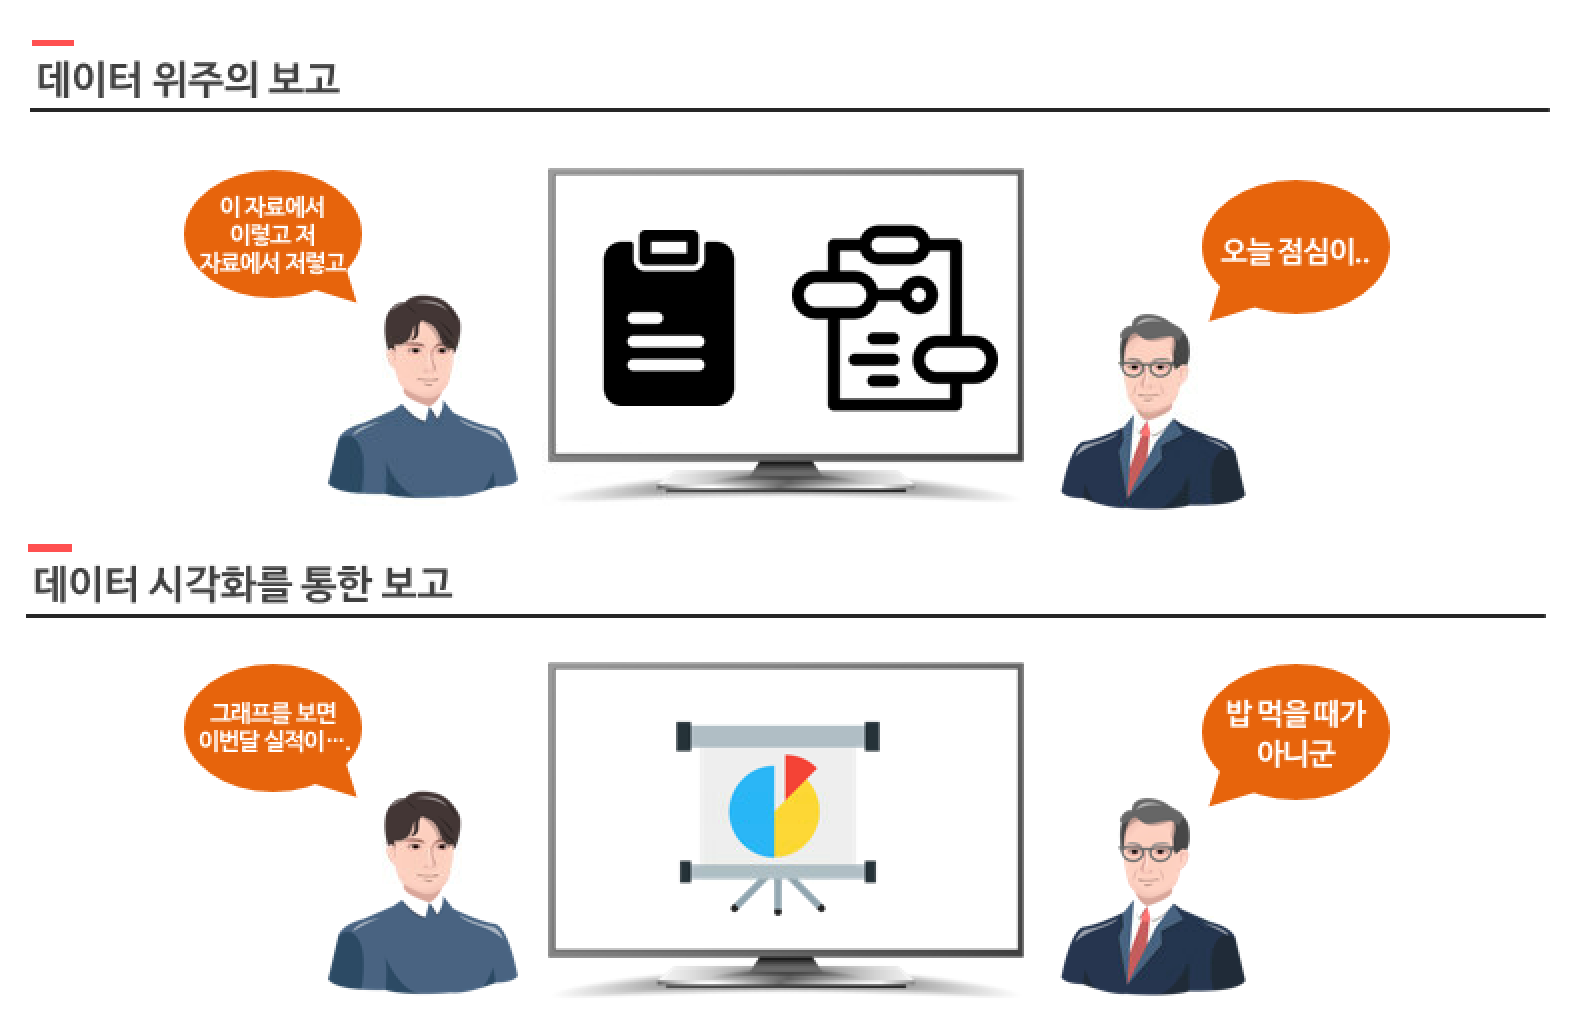 데이터 위주의 보고
이 자료에서
이렇고 저
자료에서 저렇고
오늘 점심이..
데이터 시각화를 통한 보고
그래프를 보면
이번달 실적이….
밥 먹을 때가
아니군